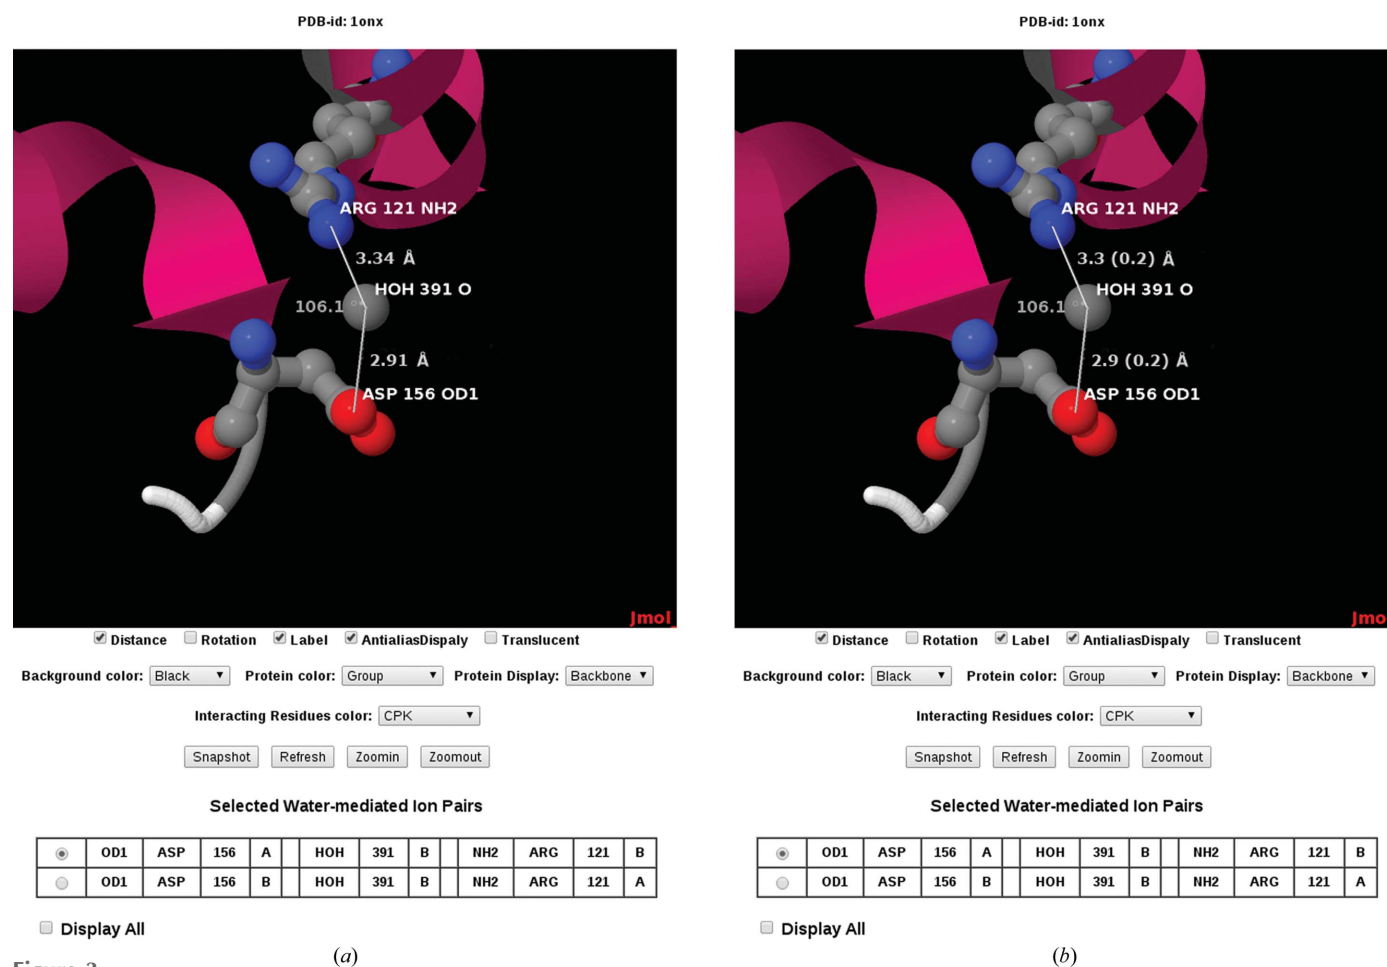 PDB-id: 1onx
ARG 121 NH2
3.34 Å
HOH 391 O
106.1
2.91 Å
ASP 156 OD1
Jmol
Distance Rotation Label AntialiasDispaly Translucent
Background color: Black Protein color: Group Protein Display: Backbone
Interacting Residues color: CPK
Snapshot Refresh Zoomin Zoomout
Selected Water-mediated Ion Pairs
OD1 ASP 156 A HOH 391 B NH2 ARG 121 B
OD1 ASP 156 B HOH 391 B NH2 ARG 121 A
Display All
(a)
PDB-id: 1onx
ARG 121 NH2
3.3 (0.2) Å
HOH 391 O
106.1
2.9 (0.2) Å
ASP 156 OD1
Jmo
Distance Rotation Label AntialiasDispaly Translucent
Background color: Black Protein color: Group Protein Display: Backbone
Interacting Residues color: CPK
Snapshot Refresh Zoomin Zoomout
Selected Water-mediated Ion Pairs
OD1 ASP 156 A HOH 391 B NH2 ARG 121 B
OD1 ASP 156 B HOH 391 B NH2 ARG 121 A
Display All
(b)